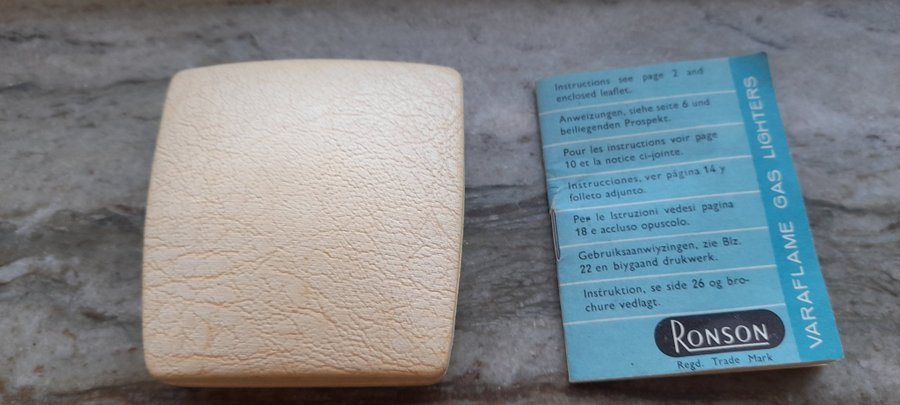 Instructions see page 2 and
enclosed leaflet.
Anweizungen, siehe seite 6 und
beiliegenden Prospekt.
Pour les instructions voir page
10 et la notice ci-jointe.
Instrucciones, ver página 14 y
folleto adjunto.
Per le Istruzioni vedesi pagina
18 e accluso opuscolo.
Gebruiksaanwiyzingen, zie Blz.
22 en biygaand drukwerk.
Instruktion, se side 26 og bro-
chure vedlagt.
RONSON
Regd. Trade Mark
VARAFLAME GAS LIGHTERS